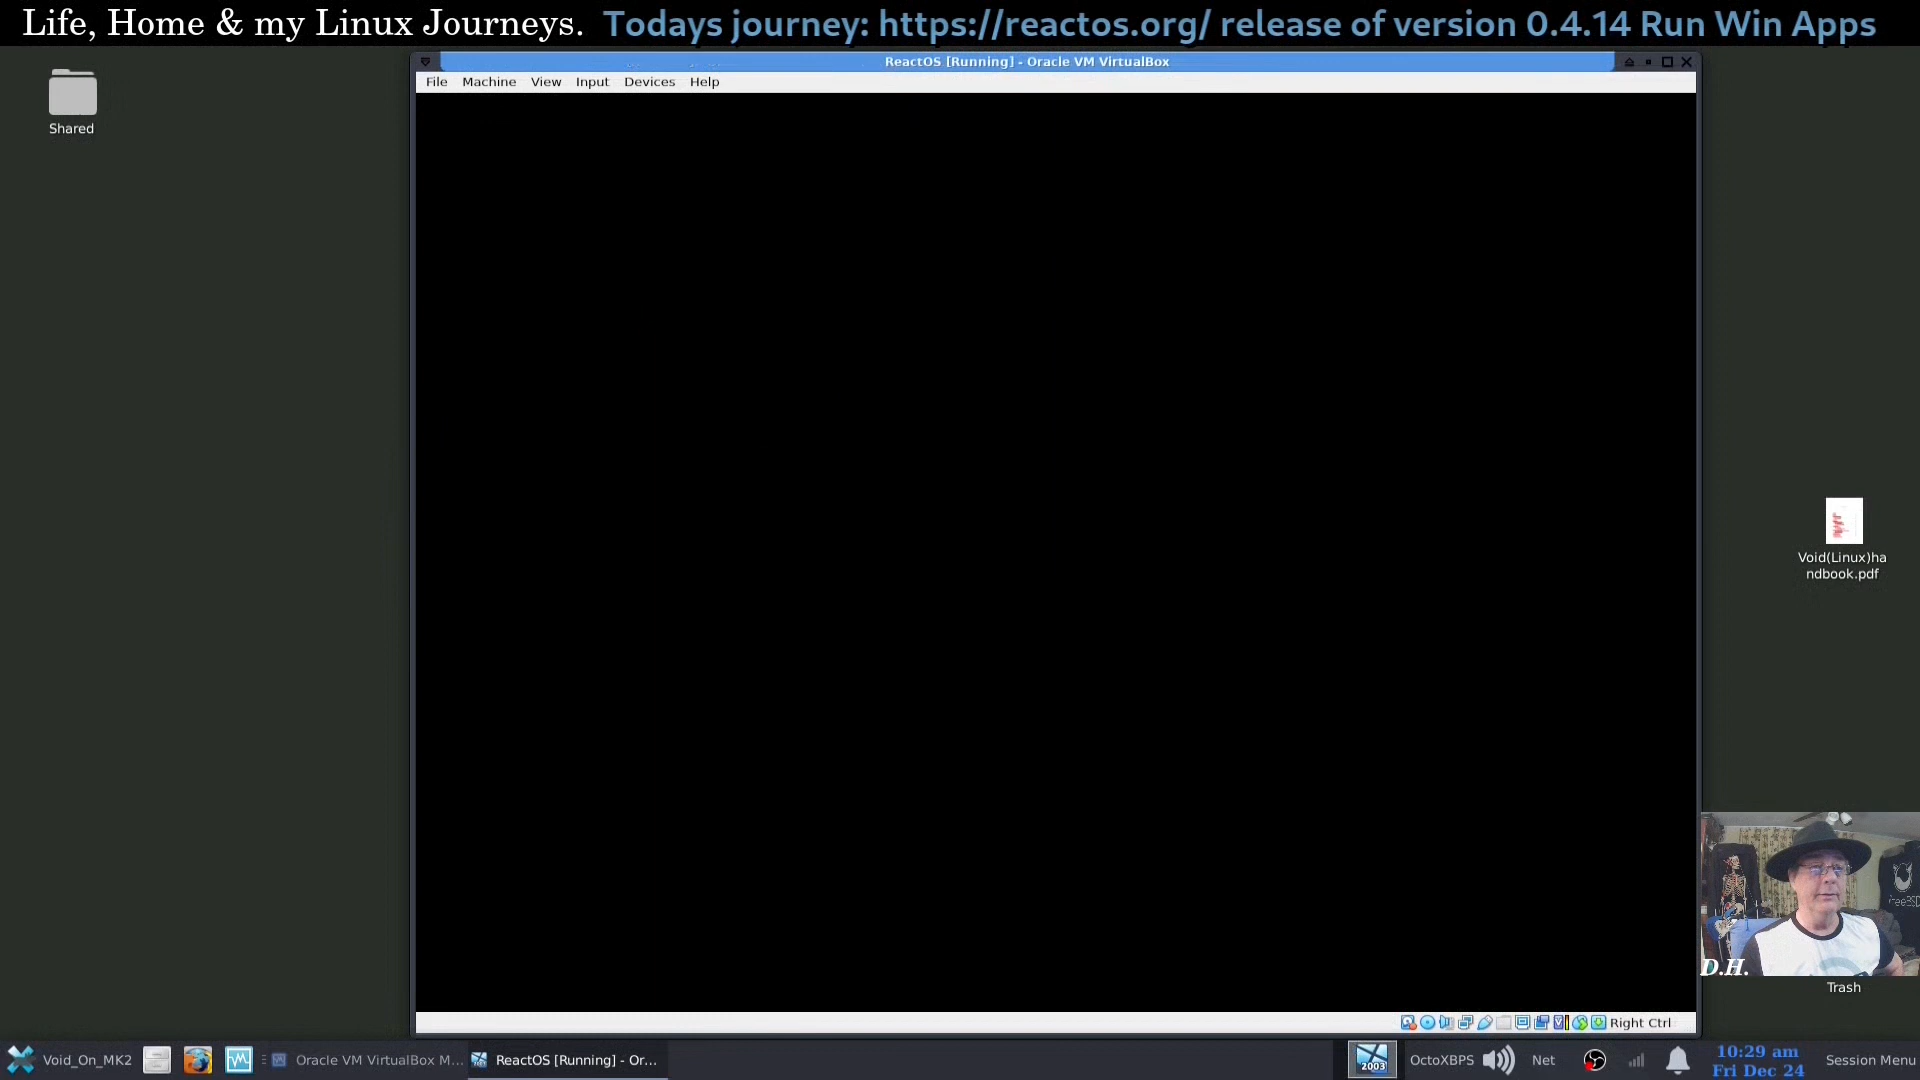 Life, Home & my Linux Journeys. Todays journey: https://reactos.org/ release of version 0.4.14 Run Win Apps
ReactOS [Running] - Oracle VM VirtualBox
File Machine View Input Devices Help
Shared
Void(Linux)ha
ndbook.pdf
D.H.
Trash
Right Ctrl
Void_On_MK2
Oracle VM VirtualBox M...
ReactOS [Running] - Or...
2003
OctoXBPS
Net
10:29 am
Fri Dec 24
Session Menu